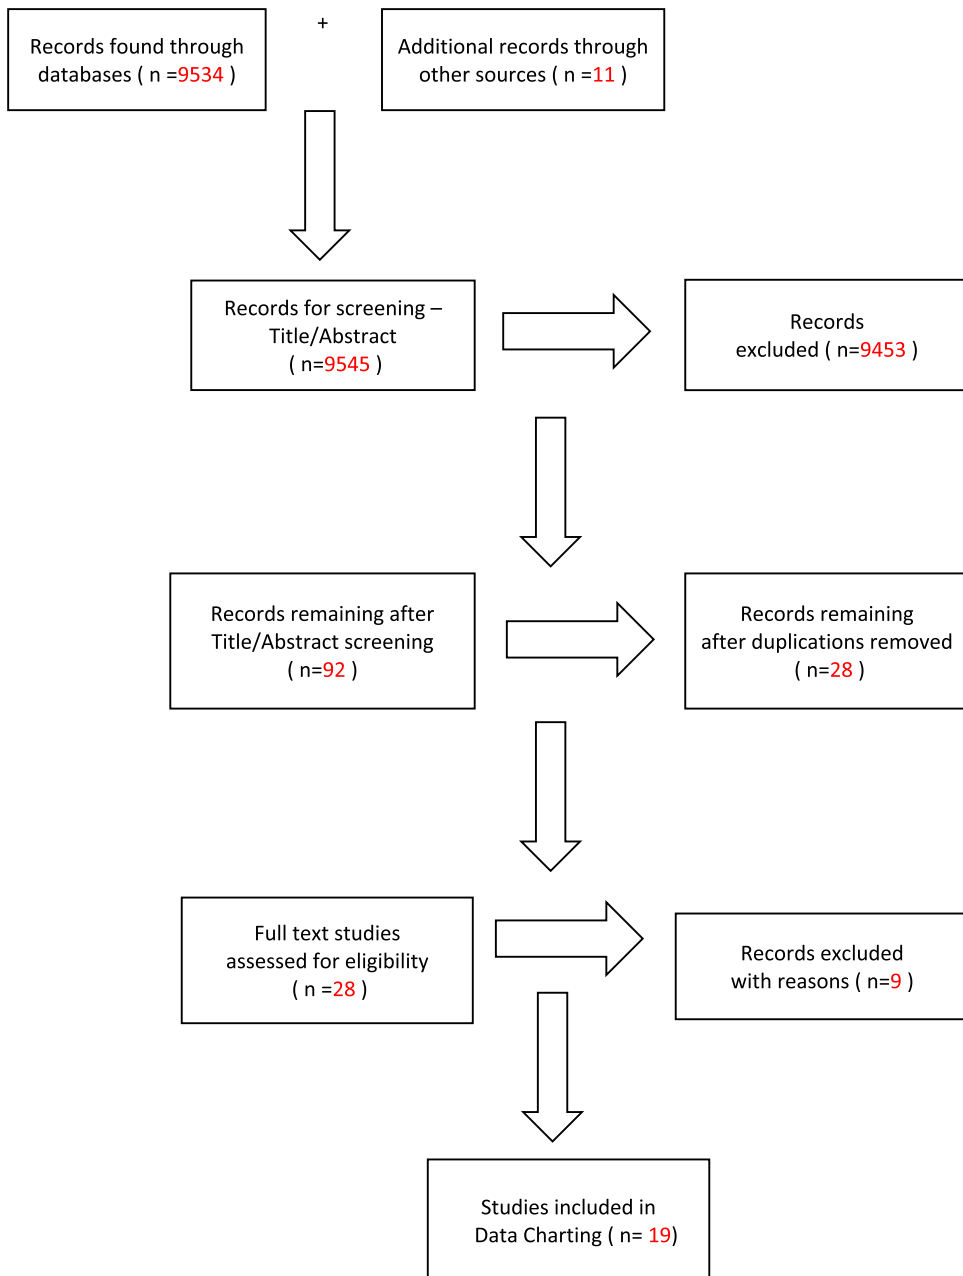 Records found through
databases ( n =9534 )
+
Additional records through
other sources ( n =11 )
Records for screening –
Title/Abstract
( n=9545 )
Records
excluded ( n=9453 )
Records remaining after
Title/Abstract screening
( n=92 )
Records remaining
after duplications removed
( n=28 )
Full text studies
assessed for eligibility
( n =28 )
Records excluded
with reasons ( n=9 )
Studies included in
Data Charting ( n= 19)